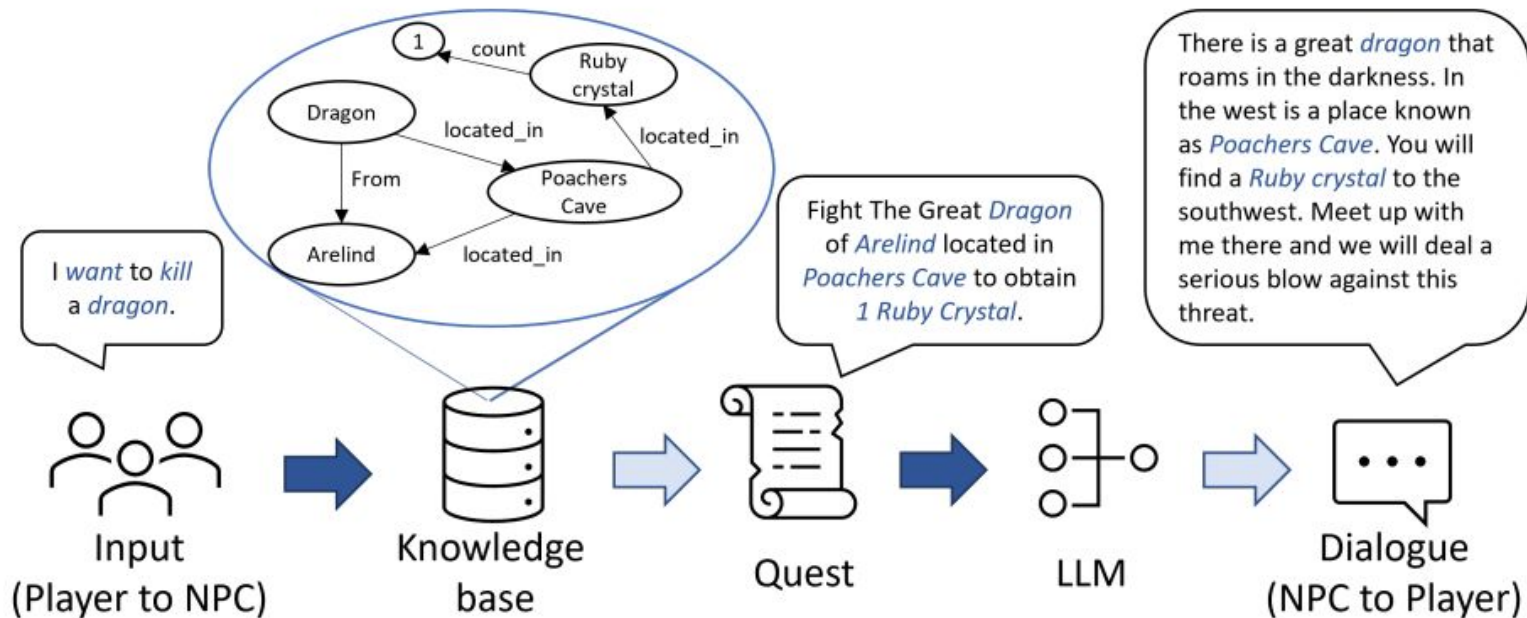 1
count
Ruby
crystal
Dragon
located_in
located_in
From
Poachers
Cave
Arelind
located_in
I want to kill
a dragon.
Fight The Great Dragon
of Arelind located in
Poachers Cave to obtain
1 Ruby Crystal.
There is a great dragon that
roams in the darkness. In
the west is a place known
as Poachers Cave. You will
find a Ruby crystal to the
southwest. Meet up with
me there and we will deal a
serious blow against this
threat.
Input
(Player to NPC)
Knowledge
base
Quest
LLM
Dialogue
(NPC to Player)